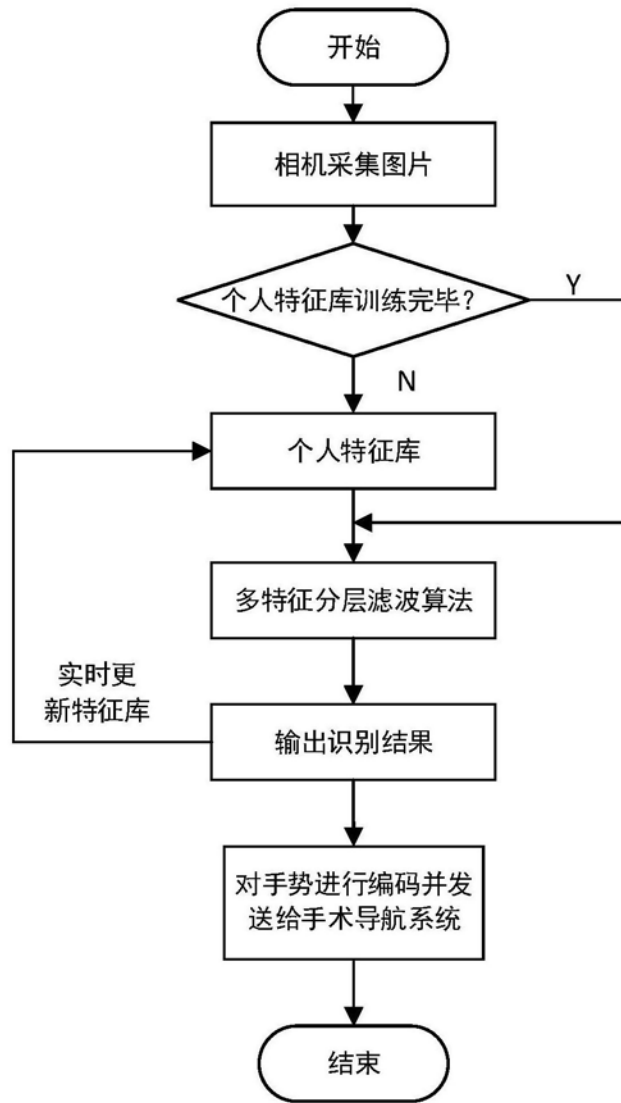 开始
相机采集图片
个人特征库训练完毕？
Y
N
个人特征库
多特征分层滤波算法
实时更
新特征库
输出识别结果
对手势进行编码并发
送给手术导航系统
结束